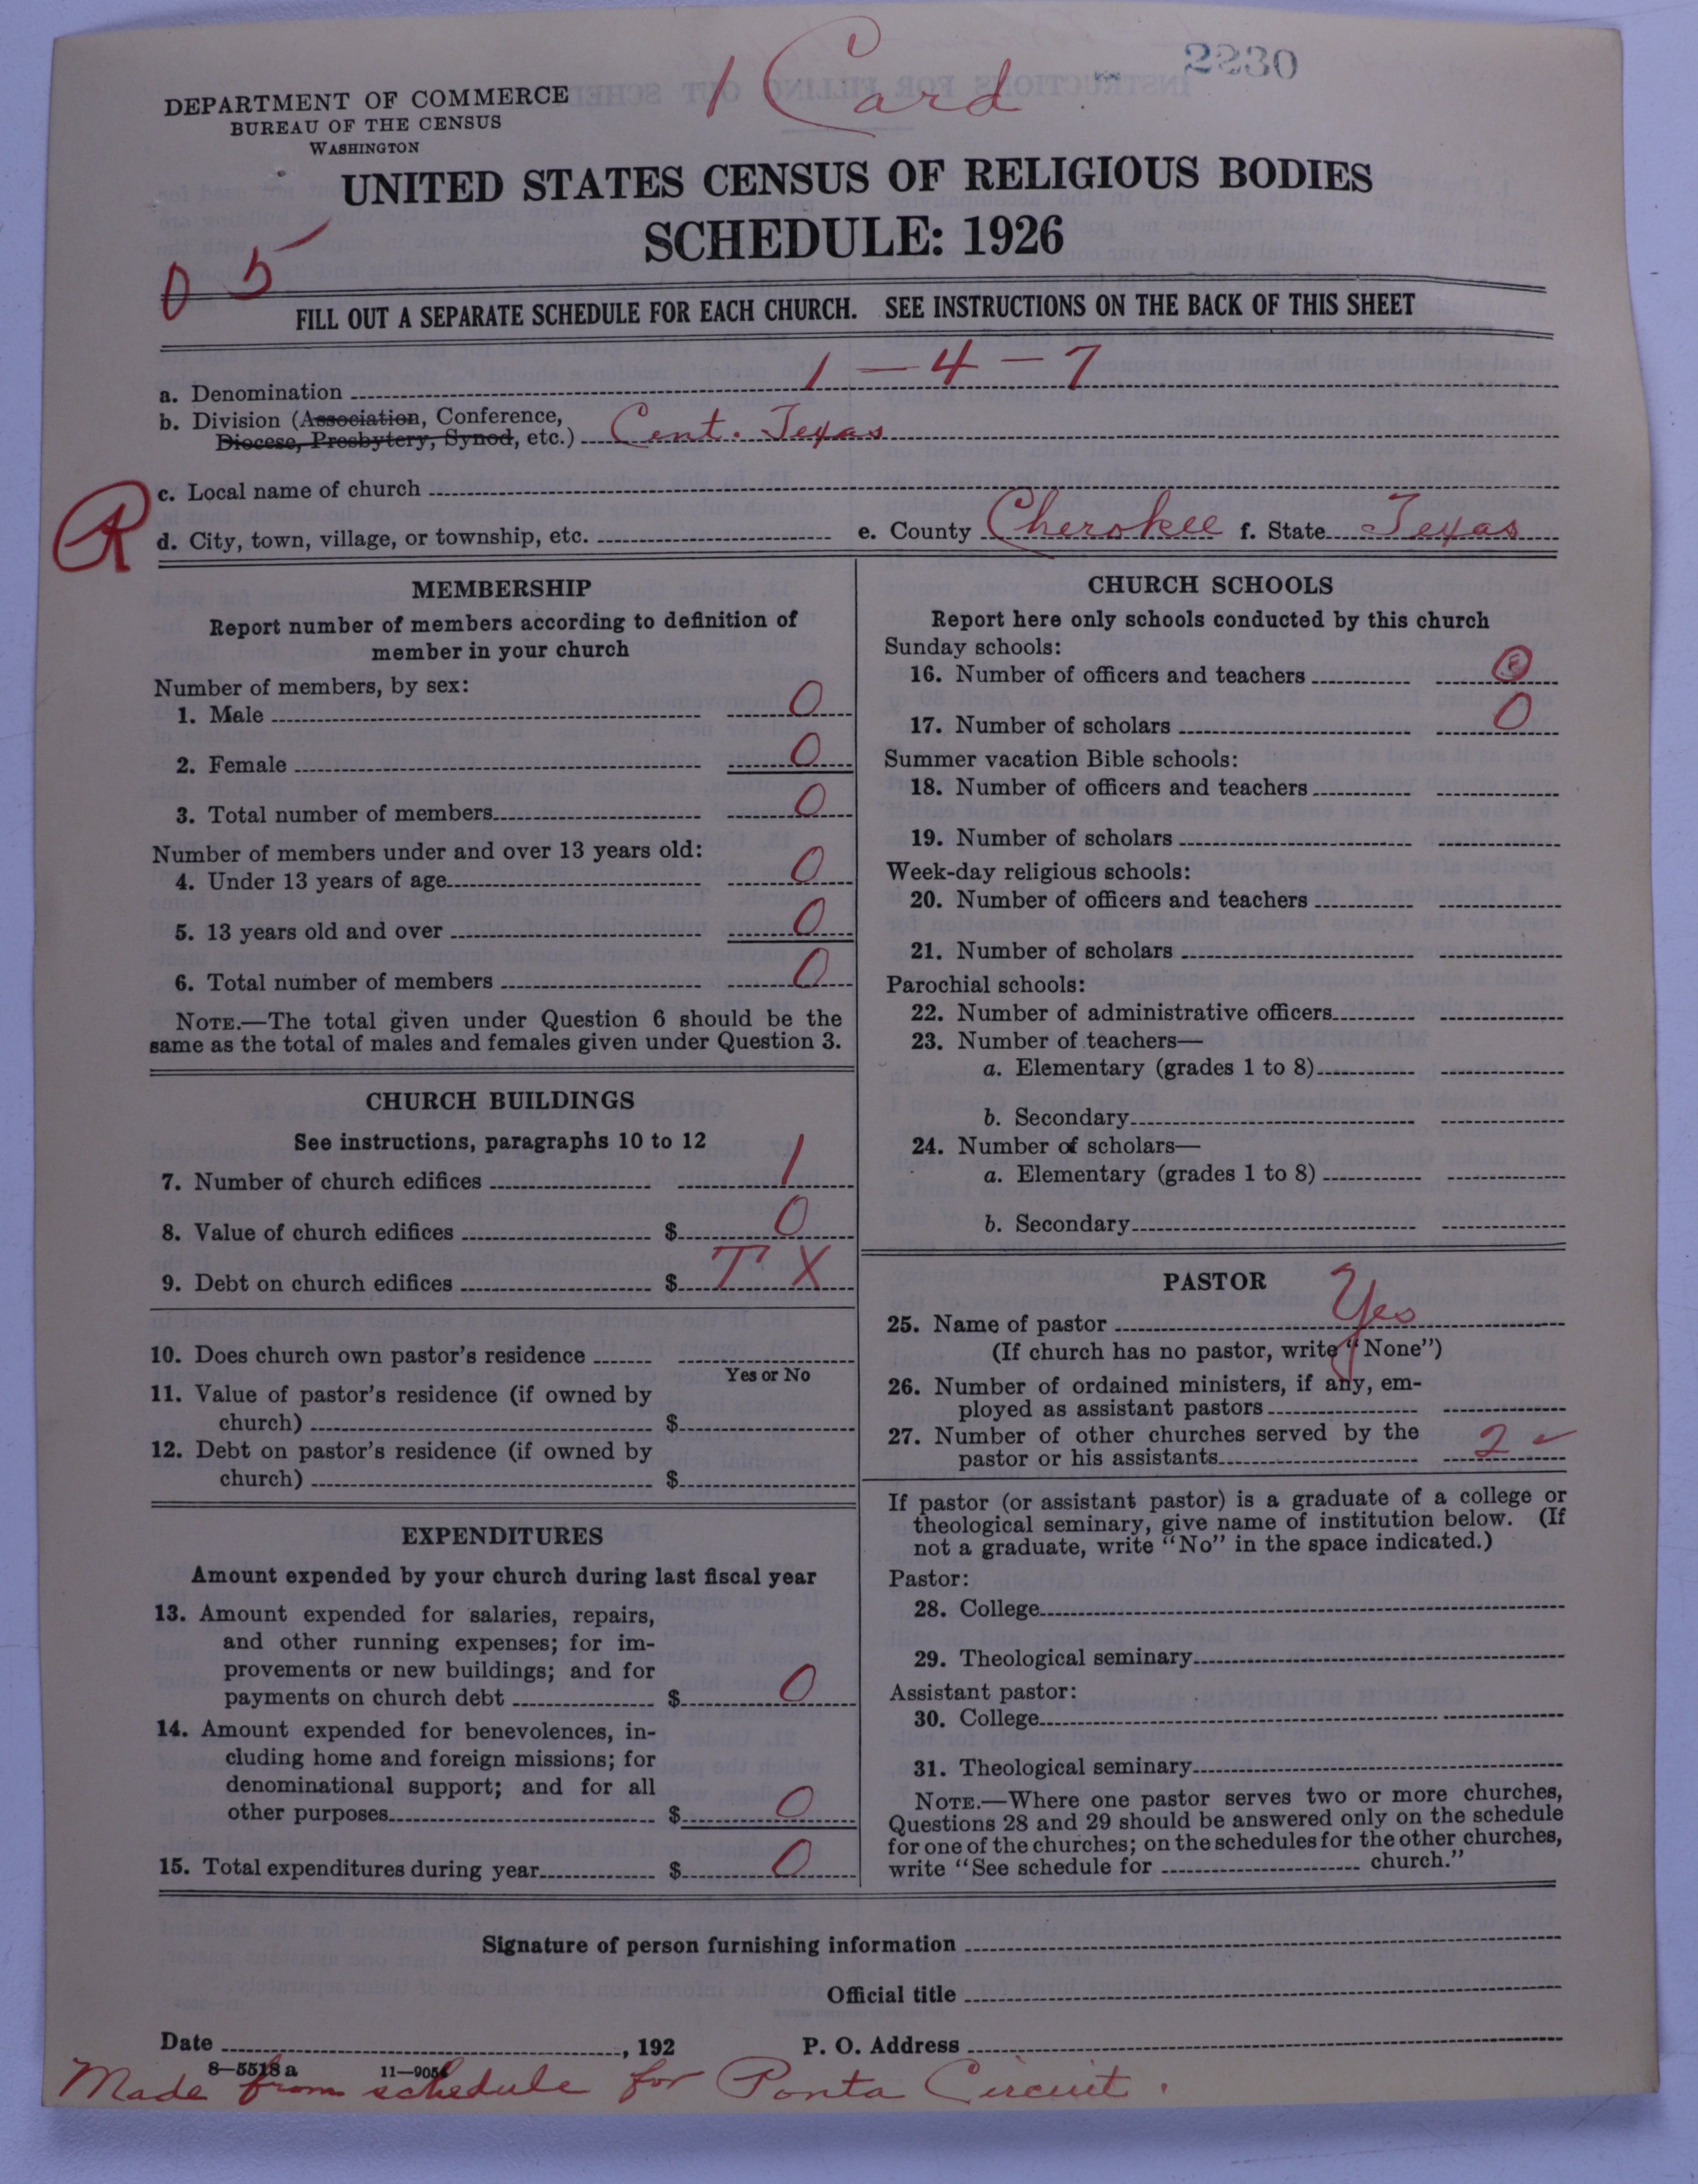 1 Card
2230
DEPARTMENT OF COMMERCE
BUREAU OF THE CENSUS
WASHINGTON
UNITED STATES CENSUS OF RELIGIOUS BODIES
SCHEDULE: 1926
FILL OUT A SEPARATE SCHEDULE FOR EACH CHURCH. SEE INSTRUCTIONS ON THE BACK OF THIS SHEET
a. Denomination 1-4-7
b. Division (Association, Conference,
Diocese, Presbytery, Synod, etc.) Cent. Texas
c. Local name of church
R
d. City, town, village, or township, etc. e. County Cherokee f. State Texas
MEMBERSHIP
Report number of members according to definition of
member in your church
Number of members, by sex:
1. Male 0
2. Female 0
3. Total number of members 0
Number of members under and over 13 years old:
4. Under 13 years of age 0
5. 13 years old and over 0
6. Total number of members 0
NOTE.—The total given under Question 6 should be the
same as the total of males and females given under Question 3.
CHURCH BUILDINGS
See instructions, paragraphs 10 to 12
7. Number of church edifices 1
8. Value of church edifices $ 0
9. Debt on church edifices $ T X
10. Does church own pastor's residence
Yes or No
11. Value of pastor's residence (if owned by
church) $
12. Debt on pastor's residence (if owned by
church) $
EXPENDITURES
Amount expended by your church during last fiscal year
13. Amount expended for salaries, repairs,
and other running expenses; for im-
provements or new buildings; and for
payments on church debt $ 0
14. Amount expended for benevolences, in-
cluding home and foreign missions; for
denominational support; and for all
other purposes $ 0
15. Total expenditures during year $ 0
CHURCH SCHOOLS
Report here only schools conducted by this church
Sunday schools:
16. Number of officers and teachers
17. Number of scholars 0
Summer vacation Bible schools:
18. Number of officers and teachers
19. Number of scholars
Week-day religious schools:
20. Number of officers and teachers
21. Number of scholars
Parochial schools:
22. Number of administrative officers
23. Number of teachers—
a. Elementary (grades 1 to 8)
b. Secondary
24. Number of scholars—
a. Elementary (grades 1 to 8)
b. Secondary
PASTOR
25. Name of pastor Yes
(If church has no pastor, write "None")
26. Number of ordained ministers, if any, em-
ployed as assistant pastors
27. Number of other churches served by the
pastor or his assistants 2
If pastor (or assistant pastor) is a graduate of a college or
theological seminary, give name of institution below. (If
not a graduate, write "No" in the space indicated.)
Pastor:
28. College
29. Theological seminary
Assistant pastor:
30. College
31. Theological seminary
NOTE.—Where one pastor serves two or more churches,
Questions 28 and 29 should be answered only on the schedule
for one of the churches; on the schedules for the other churches,
write "See schedule for church."
Signature of person furnishing information
Official title
Date , 192 P. O. Address
8—5518 a 11—9054
Made from schedule for Ponta Circuit.